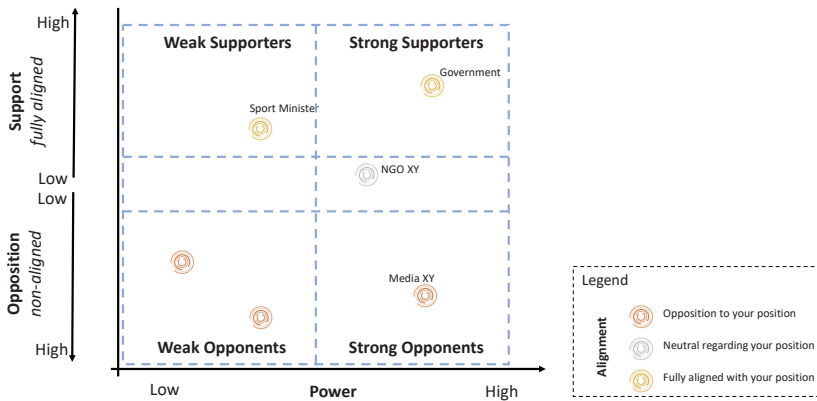 High
Weak Supporters
Strong Supporters
Government
Sport Minister
Support
fully aligned
NGO XY
Low
Low
Opposition
non-aligned
Media XY
High
Weak Opponents
Strong Opponents
Low
Power
High
Legend
Alignment
Opposition to your position
Neutral regarding your position
Fully aligned with your position